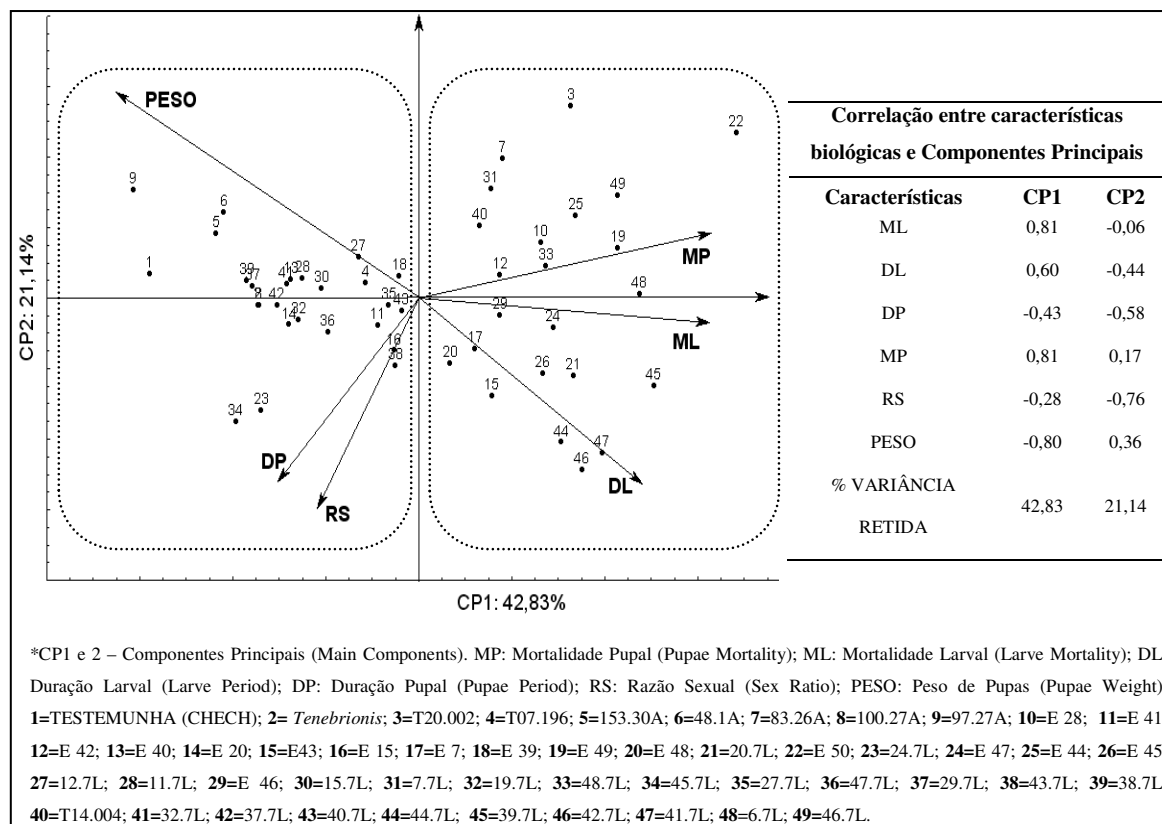 PESO
3
22
7
9
31
49
6
25
40
5
10
19
27
33
MP
1
39
37
41
13
28
30
4
18
12
48
2
8
42
35
43
29
14
32
36
11
24
ML
16
38
17
20
26
21
45
15
34
23
44
47
46
DP
RS
DL
CP2: 21,14%
CP1: 42,83%
Correlação entre características
biológicas e Componentes Principais
Características CP1 CP2
ML 0,81 -0,06
DL 0,60 -0,44
DP -0,43 -0,58
MP 0,81 0,17
RS -0,28 -0,76
PESO -0,80 0,36
% VARIÂNCIA
RETIDA 42,83 21,14
*CP1 e 2 – Componentes Principais (Main Components). MP: Mortalidade Pupal (Pupae Mortality); ML: Mortalidade Larval (Larve Mortality); DL
Duração Larval (Larve Period); DP: Duração Pupal (Pupae Period); RS: Razão Sexual (Sex Ratio); PESO: Peso de Pupas (Pupae Weight)
1=TESTEMUNHA (CHECH); 2= Tenebrionis; 3=T20.002; 4=T07.196; 5=153.30A; 6=48.1A; 7=83.26A; 8=100.27A; 9=97.27A; 10=E 28; 11=E 41
12=E 42; 13=E 40; 14=E 20; 15=E43; 16=E 15; 17=E 7; 18=E 39; 19=E 49; 20=E 48; 21=20.7L; 22=E 50; 23=24.7L; 24=E 47; 25=E 44; 26=E 45
27=12.7L; 28=11.7L; 29=E 46; 30=15.7L; 31=7.7L; 32=19.7L; 33=48.7L; 34=45.7L; 35=27.7L; 36=47.7L; 37=29.7L; 38=43.7L; 39=38.7L
40=T14.004; 41=32.7L; 42=37.7L; 43=40.7L; 44=44.7L; 45=39.7L; 46=42.7L; 47=41.7L; 48=6.7L; 49=46.7L.